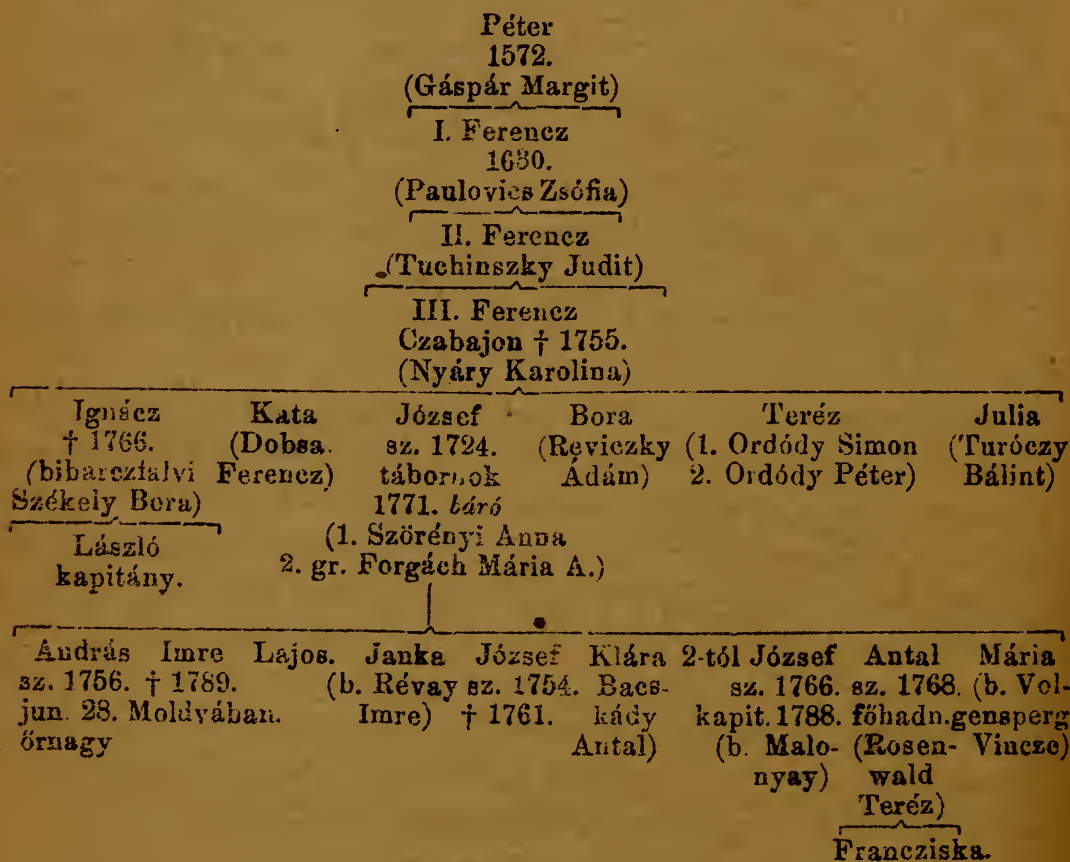 Péter
1572.
(Gáspár Margit)
I. Ferencz
1630.
(Paulovics Zsófia)
II. Ferencz
(Tuchinszky Judit)
III. Ferencz
Czabajon † 1755.
(Nyáry Karolina)
Ignácz Kata József Bora Teréz Julia
† 1766. (Dobsa sz. 1724. (Reviczky (1. Ordódy Simon (Turóczy
(bibarczfalvi Ferencz) tábornok Ádám) 2. Ordódy Péter) Bálint)
Székely Bora) 1771. báró
László (1. Szörényi Anna
kapitány. 2. gr. Forgách Mária A.)
András Imre Lajos. Janka József Klára 2-tól József Antal Mária
sz. 1756. † 1789. (b. Révay sz. 1754. Bacs- sz. 1766. sz. 1768. (b. Vol-
jun. 28. Moldvában. Imre) † 1761. kády kapit. 1788. főhadn. gensperg
őrnagy Antal) (b. Malo- (Rosen- Vincze)
nyay) wald
Teréz)
Francziska.